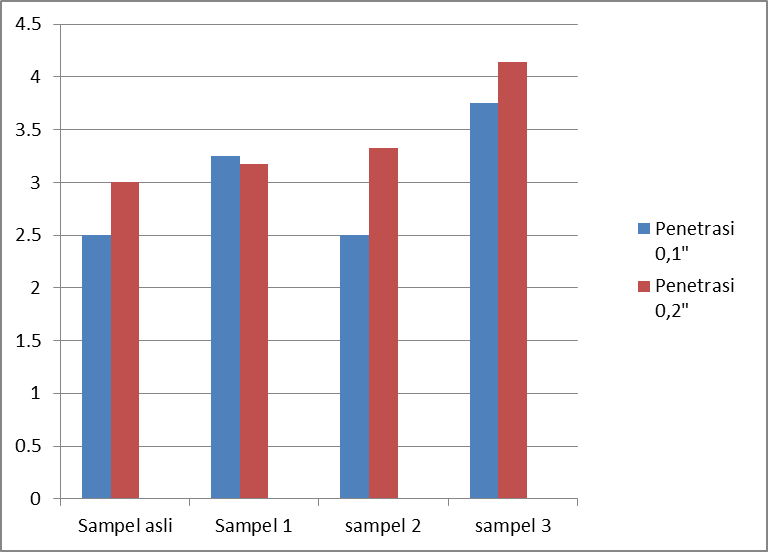 4.5
4
3.5
3
2.5
2
1.5
1
0.5
0
Sampel asli
Sampel 1
sampel 2
sampel 3
Penetrasi
0,1"
Penetrasi
0,2"